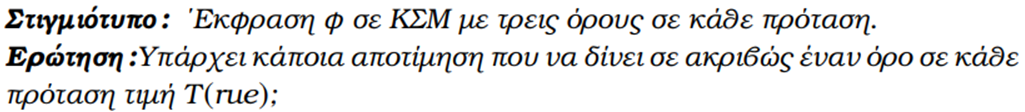 Στιγμιότυπο: Έκφραση φ σε ΚΣΜ με τρεις όρους σε κάθε πρόταση.
Ερώτηση:Υπάρχει κάποια αποτίμηση που να δίνει σε ακριβώς έναν όρο σε κάθε
πρόταση τιμή T(rue);